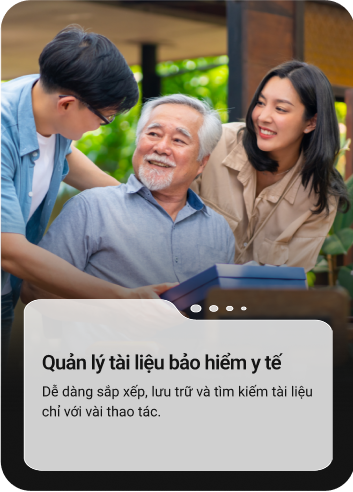 Quản lý tài liệu bảo hiểm y tế
Dễ dàng sắp xếp, lưu trữ và tìm kiếm tài liệu
chỉ với vài thao tác.